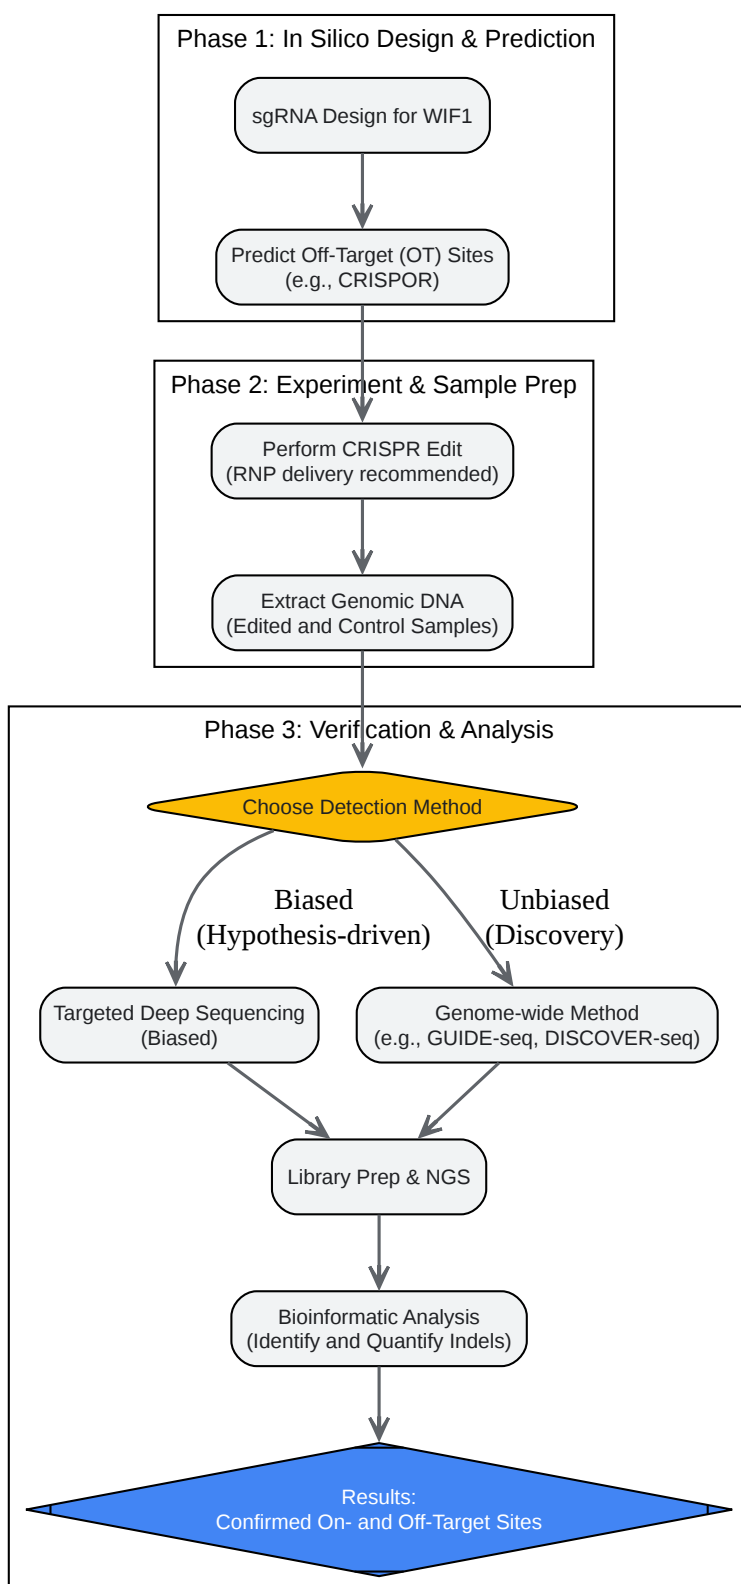 Phase 1: In Silico Design & Prediction
sgRNA Design for WIF1
Predict Off-Target (OT) Sites
(e.g., CRISPOR)
Phase 2: Experiment & Sample Prep
Perform CRISPR Edit
(RNP delivery recommended)
Extract Genomic DNA
(Edited and Control Samples)
Phase 3: Verification & Analysis
Choose Detection Method
Biased
(Hypothesis-driven)
Unbiased
(Discovery)
Targeted Deep Sequencing
(Biased)
Genome-wide Method
(e.g., GUIDE-seq, DISCOVER-seq)
Library Prep & NGS
Bioinformatic Analysis
(Identify and Quantify Indels)
Results:
Confirmed On- and Off-Target Sites